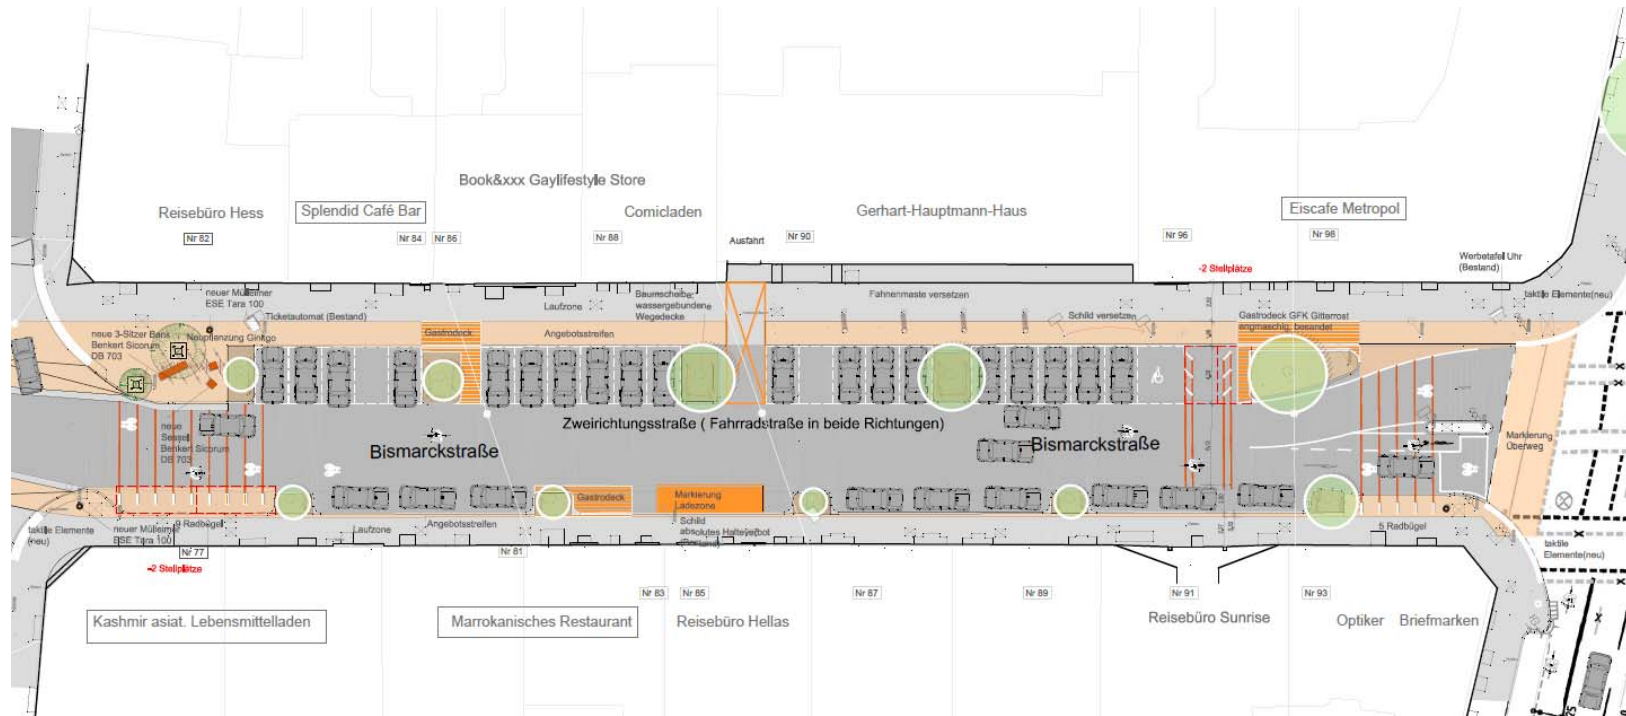 Book&xxx Gaylifestyle Store
Reisebüro Hess
Splendid Café Bar
Comicladen
Gerhart-Hauptmann-Haus
Eiscafe Metropol
Nr 82
Nr 84
Nr 86
Nr 88
Ausfahrt
Nr 90
Nr 96
Nr 98
Werbetafel Uhr
(Bestand)
-2 Stellplätze
neuer Mülleimer
ESE Tara 100
Ticketautomat (Bestand)
Laufzone
Baumscheibe:
wassergebundene
Wegedecke
Fahnenmaste versetzen
Schild versetzen
Gastrodeck GFK Gitterrost
engmaschig, besandet
taktile Elemente(neu)
neue 3-Sitzer Bank
Benkert Sicorum
DB 703
Neupflanzung Ginkgo
Gastrodeck
Angebotsstreifen
neue
Sessel
Benkert Sicorum
DB 703
Bismarckstraße
Zweirichtungsstraße ( Fahrradstraße in beide Richtungen)
Bismarckstraße
Markierung
Überweg
Gastrodeck
Markierung
Ladezone
taktile Elemente
(neu)
neuer Mülleimer
ESE Tara 100
9 Radbügel
Laufzone
Angebotsstreifen
Schild
absolutes Halteverbot
5 Radbügel
taktile
Elemente(neu)
Nr 77
Nr 81
-2 Stellplätze
Nr 83
Nr 85
Nr 87
Nr 89
Nr 91
Nr 93
Kashmir asiat. Lebensmittelladen
Marrokanisches Restaurant
Reisebüro Hellas
Reisebüro Sunrise
Optiker
Briefmarken